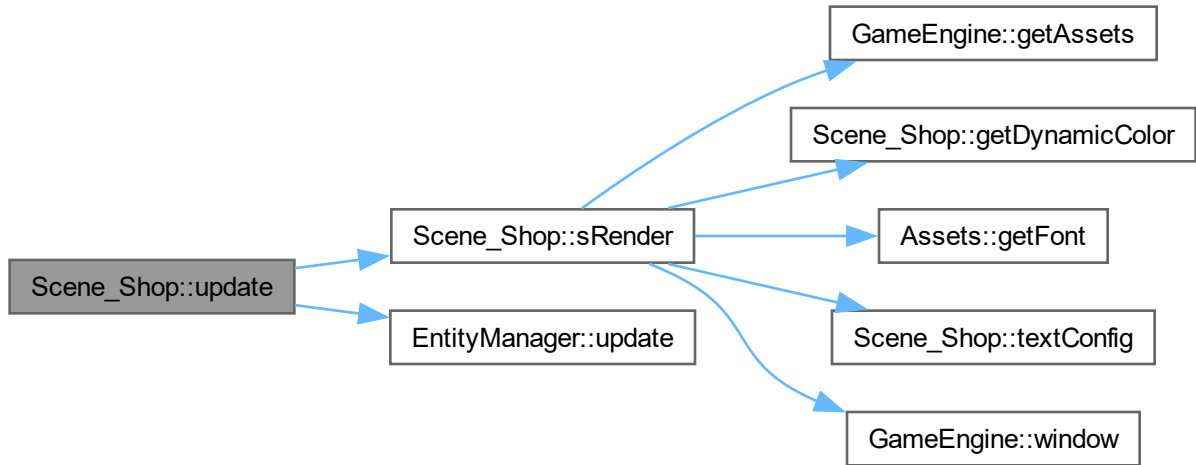 GameEngine::getAssets
Scene_Shop::getDynamicColor
Scene_Shop::sRender
Assets::getFont
Scene_Shop::update
EntityManager::update
Scene_Shop::textConfig
GameEngine::window